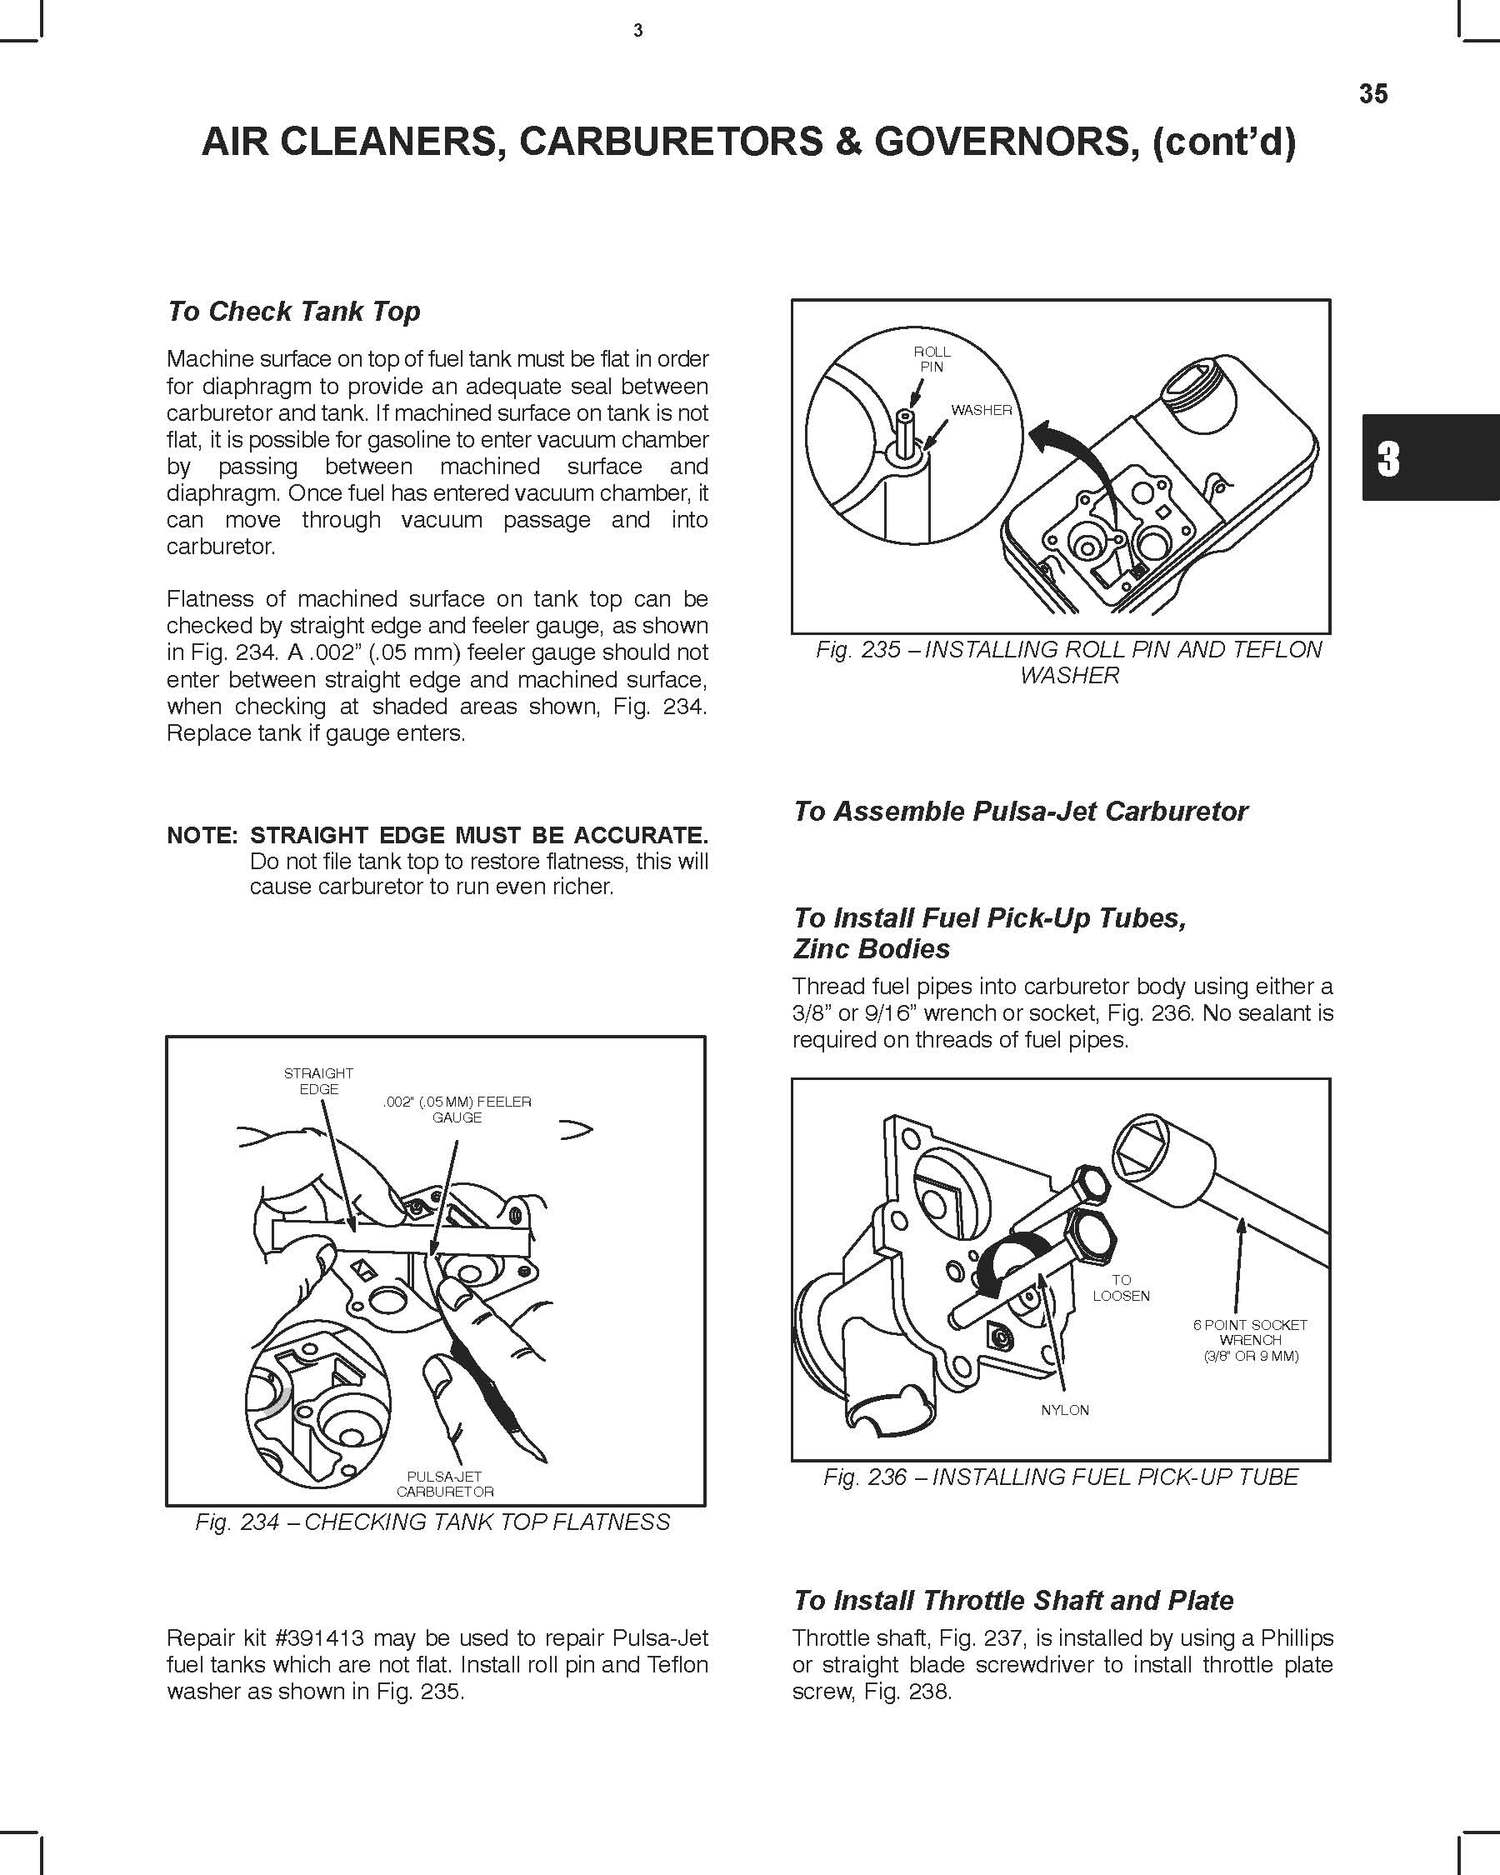 3
35
AIR CLEANERS, CARBURETORS & GOVERNORS, (cont’d)
To Check Tank Top
Machine surface on top of fuel tank must be flat in order
for diaphragm to provide an adequate seal between
carburetor and tank. If machined surface on tank is not
flat, it is possible for gasoline to enter vacuum chamber
by passing between machined surface and
diaphragm. Once fuel has entered vacuum chamber, it
can move through vacuum passage and into
carburetor.
Flatness of machined surface on tank top can be
checked by straight edge and feeler gauge, as shown
in Fig. 234. A .002” (.05 mm) feeler gauge should not
enter between straight edge and machined surface,
when checking at shaded areas shown, Fig. 234.
Replace tank if gauge enters.
NOTE: STRAIGHT EDGE MUST BE ACCURATE.
Do not file tank top to restore flatness, this will
cause carburetor to run even richer.
STRAIGHT
EDGE
.002" (.05 MM) FEELER
GAUGE
PULSA-JET
CARBURETOR
Fig. 234 – CHECKING TANK TOP FLATNESS
Repair kit #391413 may be used to repair Pulsa-Jet
fuel tanks which are not flat. Install roll pin and Teflon
washer as shown in Fig. 235.
ROLL
PIN
WASHER
Fig. 235 – INSTALLING ROLL PIN AND TEFLON
WASHER
3
To Assemble Pulsa-Jet Carburetor
To Install Fuel Pick-Up Tubes,
Zinc Bodies
Thread fuel pipes into carburetor body using either a
3/8” or 9/16” wrench or socket, Fig. 236. No sealant is
required on threads of fuel pipes.
TO
LOOSEN
6 POINT SOCKET
WRENCH
(3/8" OR 9 MM)
NYLON
Fig. 236 – INSTALLING FUEL PICK-UP TUBE
To Install Throttle Shaft and Plate
Throttle shaft, Fig. 237, is installed by using a Phillips
or straight blade screwdriver to install throttle plate
screw, Fig. 238.